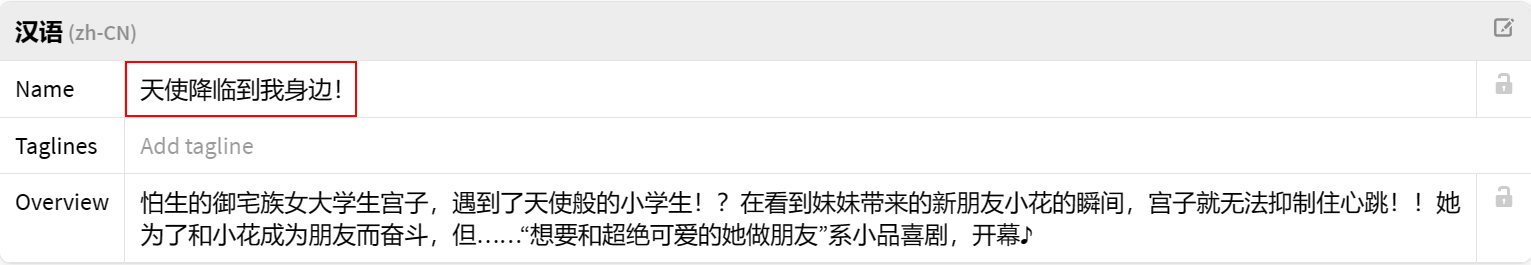 汉语 (zh-CN)
Name
天使降临到我身边！
Taglines
Add tagline
Overview
怕生的御宅族女大学生宫子，遇到了天使般的小学生！？在看到妹妹带来的新朋友小花的瞬间，宫子就无法抑制住心跳！！她
为了和小花成为朋友而奋斗，但……“想要和超绝可爱的她做朋友”系小品喜剧，开幕♪